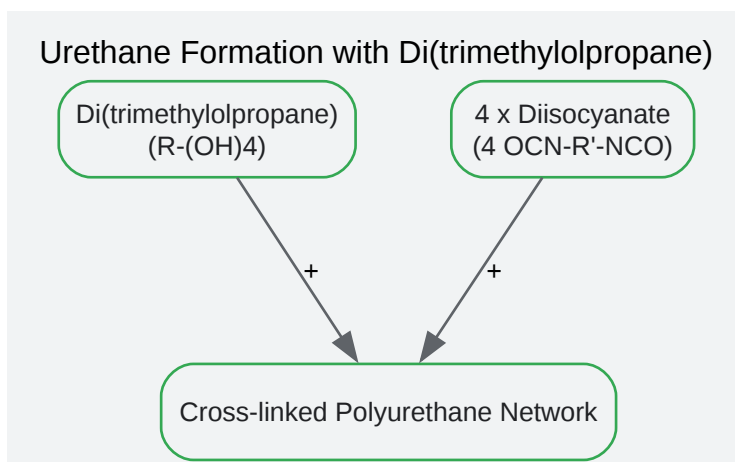 Urethane Formation with Di(trimethylolpropane)
Di(trimethylolpropane)
(R-(OH)4)
4 x Diisocyanate
(4 OCN-R'-NCO)
+
+
Cross-linked Polyurethane Network